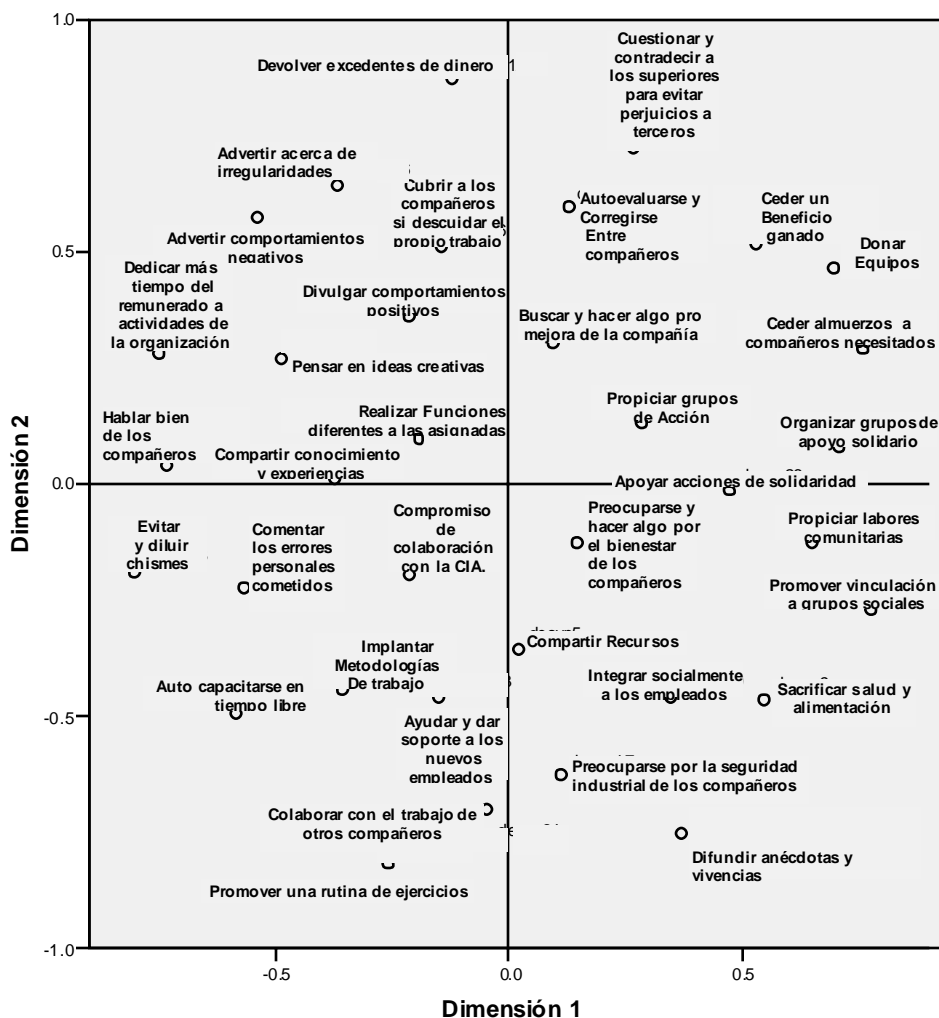 1.0
Devolver excedentes de dinero
1
Cuestionar y
contradecir a
los superiores
para evitar
perjuicios a
terceros
Advertir acerca de
irregularidades
Cubrir a los
compañeros
si descuidar el
propio trabajo
Autoevaluarse y
Corregirse
Entre
compañeros
Ceder un
Beneficio
ganado
Donar
Equipos
0.5
Advertir comportamientos
negativos
Dedicar más
tiempo del
remunerado a
actividades de
la organización
Divulgar comportamientos
positivos
Buscar y hacer algo pro
mejora de la compañía
Ceder almuerzos a
compañeros necesitados
Pensar en ideas creativas
Propiciar grupos
de Acción
Hablar bien
de los
compañeros
Realizar Funciones
diferentes a las asignadas
Organizar grupos de
apoyo solidario
Compartir conocimiento
y experiencias
0.0
Apoyar acciones de solidaridad
Dimensión 2
Evitar
y diluir
chismes
Comentar
los errores
personales
cometidos
Compromiso
de
colaboración
con la CIA.
Preocuparse y
hacer algo por
el bienestar
de los
compañeros
Propiciar labores
comunitarias
Promover vinculación
a grupos sociales
Compartir Recursos
Implantar
Metodologías
De trabajo
Integrar socialmente
a los empleados
Sacrificar salud y
alimentación
Auto capacitarse en
tiempo libre
-0.5
Ayudar y dar
soporte a los
nuevos
empleados
Preocuparse por la seguridad
industrial de los compañeros
Colaborar con el trabajo de
otros compañeros
Difundir anécdotas y
vivencias
Promover una rutina de ejercicios
-1.0
-0.5
0.0
0.5
Dimensión 1